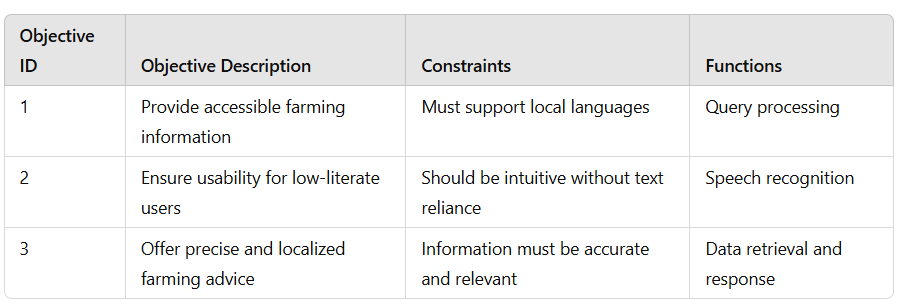 Objective
ID
Objective Description
Constraints
Functions
1
Provide accessible farming
information
Must support local languages
Query processing
2
Ensure usability for low-literate
users
Should be intuitive without text
reliance
Speech recognition
3
Offer precise and localized
farming advice
Information must be accurate
and relevant
Data retrieval and
response